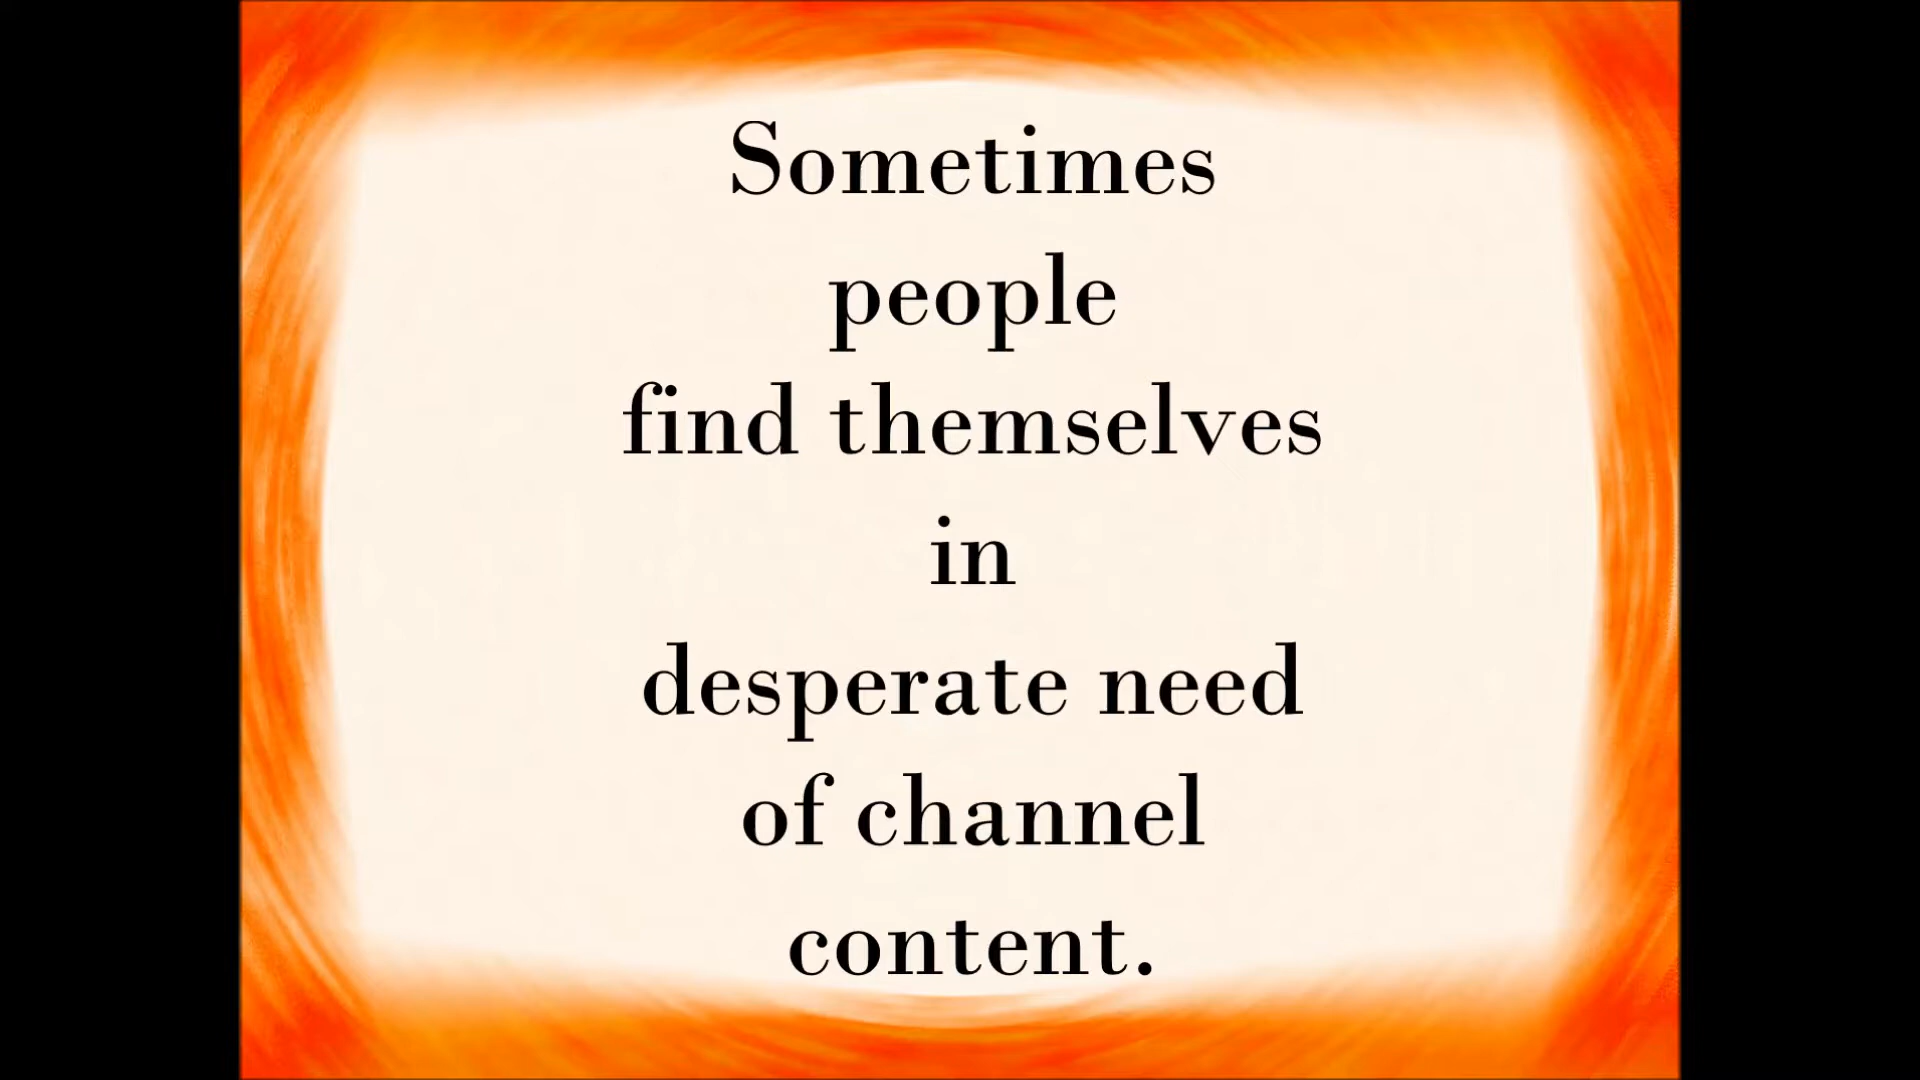 Sometimes
people
find themselves
in
desperate need
of channel
content.